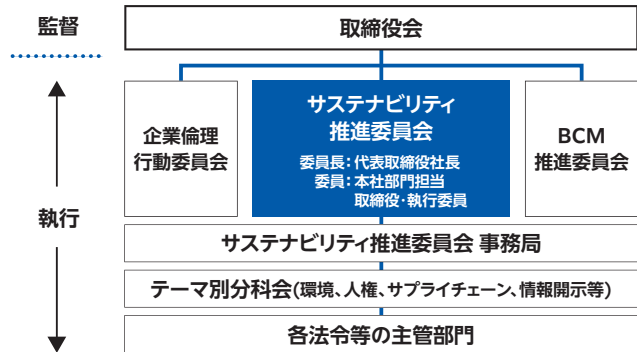 監督
取締役会
企業倫理
行動委員会
サステナビリティ
推進委員会
委員長：代表取締役社長
委員：本社部門担当
取締役・執行委員
BCM
推進委員会
執行
サステナビリティ推進委員会 事務局
テーマ別分科会(環境、人権、サプライチェーン、情報開示等)
各法令等の主管部門